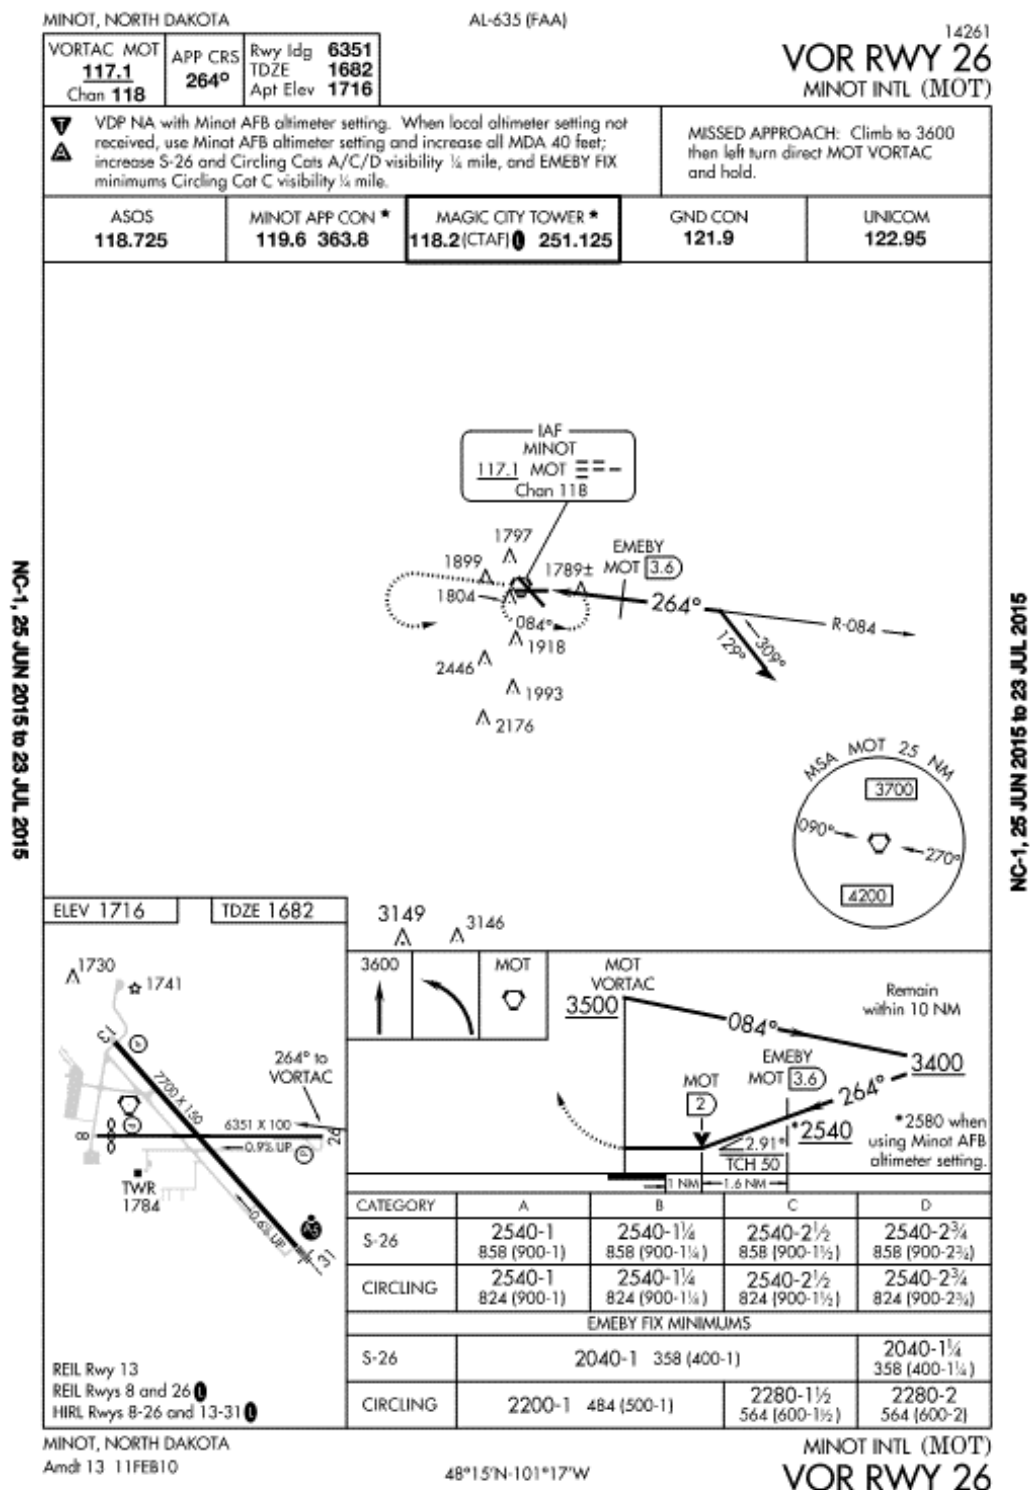 MINOT, NORTH DAKOTA
AL-635 (FAA)
14261
VORTAC MOT
117.1
Chan 118
APP CRS
264°
Rwy ldg 6351
TDZE 1682
Apt Elev 1716
VOR RWY 26
MINOT INTL (MOT)
T
A
VDP NA with Minot AFB altimeter setting. When local altimeter setting not
received, use Minot AFB altimeter setting and increase all MDA 40 feet;
increase S-26 and Circling Cats A/C/D visibility ¼ mile, and EMEBY FIX
minimums Circling Cat C visibility ¼ mile.
MISSED APPROACH: Climb to 3600
then left turn direct MOT VORTAC
and hold.
ASOS
118.725
MINOT APP CON ★
119.6 363.8
MAGIC CITY TOWER ★
118.2 (CTAF) L 251.125
GND CON
121.9
UNICOM
122.95
IAF
MINOT
117.1 MOT
Chan 118
1797
1899
1804
1789±
EMEBY
MOT 3.6
264°
R-084
084°
1918
129°
309°
2446
1993
2176
MSA MOT 25 NM
3700
090°
270°
4200
3149
3146
NC-1, 25 JUN 2015 to 23 JUL 2015
NC-1, 25 JUN 2015 to 23 JUL 2015
ELEV 1716
TDZE 1682
1730
1741
13
P
7700 X 150
264° to
VORTAC
6351 X 100
0.9% UP
8
26
P
P
TWR
1784
0.6% UP
A5
31
REIL Rwy 13
REIL Rwys 8 and 26 L
HIRL Rwys 8-26 and 13-31 L
3600
MOT
MOT
VORTAC
3500
084°
Remain
within 10 NM
3400
EMEBY
MOT 3.6
264°
MOT
2
*2540
2.91°
TCH 50
*2580 when
using Minot AFB
altimeter setting.
1 NM
1.6 NM
CATEGORY A B C D
S-26 2540-1 2540-1¼ 2540-2½ 2540-2¾
858 (900-1) 858 (900-1¼) 858 (900-1½) 858 (900-2¾)
CIRCLING 2540-1 2540-1¼ 2540-2½ 2540-2¾
824 (900-1) 824 (900-1¼) 824 (900-1½) 824 (900-2¾)
EMEBY FIX MINIMUMS
S-26 2040-1 358 (400-1) 2040-1¼
358 (400-1¼)
CIRCLING 2200-1 484 (500-1) 2280-1½ 2280-2
564 (600-1½) 564 (600-2)
MINOT, NORTH DAKOTA
Amdt 13 11FEB10
48°15'N-101°17'W
MINOT INTL (MOT)
VOR RWY 26